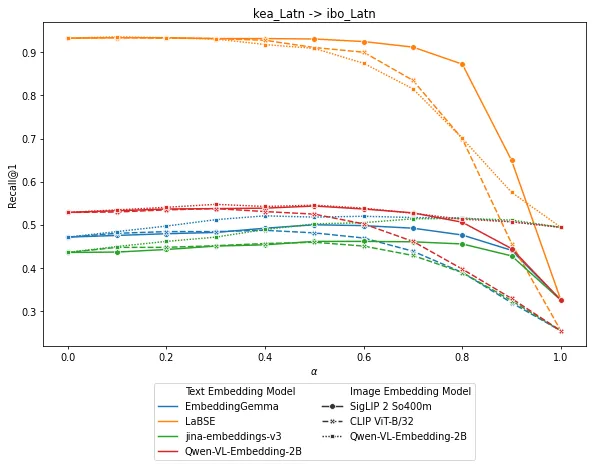 kea_Latn -> ibo_Latn
Recall@1
0.9
0.8
0.7
0.6
0.5
0.4
0.3
0.0
0.2
0.4
0.6
0.8
1.0
α
Text Embedding Model
EmbeddingGemma
LaBSE
jina-embeddings-v3
Qwen-VL-Embedding-2B
Image Embedding Model
SigLIP 2 So400m
CLIP ViT-B/32
Qwen-VL-Embedding-2B